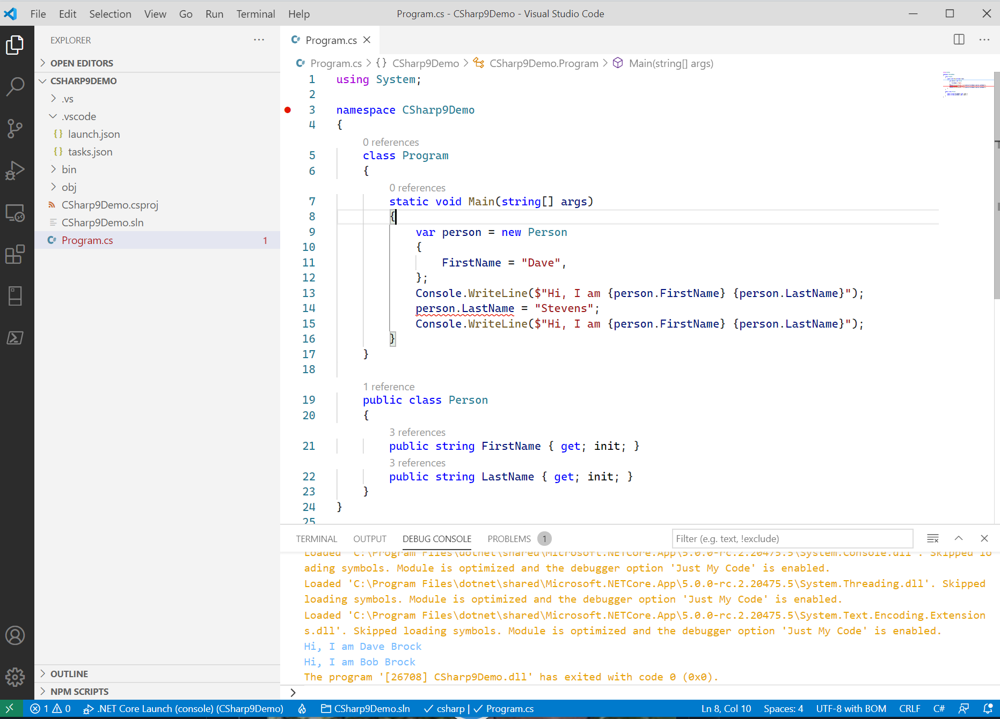 File Edit Selection View Go Run Terminal Help
Program.cs - CSharp9Demo - Visual Studio Code
EXPLORER
OPEN EDITORS
CSHARP9DEMO
.vs
.vscode
{} launch.json
{} tasks.json
bin
obj
CSharp9Demo.csproj
CSharp9Demo.sln
C# Program.cs 1
OUTLINE
NPM SCRIPTS
C# Program.cs
C# Program.cs > {} CSharp9Demo > CSharp9Demo.Program > Main(string[] args)
1 using System;
2
3 namespace CSharp9Demo
4 {
0 references
5 class Program
6 {
0 references
7 static void Main(string[] args)
8 {
9 var person = new Person
10 {
11 FirstName = "Dave",
12 };
13 Console.WriteLine($"Hi, I am {person.FirstName} {person.LastName}");
14 person.LastName = "Stevens";
15 Console.WriteLine($"Hi, I am {person.FirstName} {person.LastName}");
16 }
17 }
18
1 reference
19 public class Person
20 {
3 references
21 public string FirstName { get; init; }
3 references
22 public string LastName { get; init; }
23 }
24 }
25
TERMINAL OUTPUT DEBUG CONSOLE PROBLEMS 1
Filter (e.g. text, !exclude)
Loaded 'C:\Program Files\dotnet\shared\Microsoft.NETCore.App\5.0.0-rc.2.20475.5\System.Console.dll'. Skipped lo
ading symbols. Module is optimized and the debugger option 'Just My Code' is enabled.
Loaded 'C:\Program Files\dotnet\shared\Microsoft.NETCore.App\5.0.0-rc.2.20475.5\System.Threading.dll'. Skipped
loading symbols. Module is optimized and the debugger option 'Just My Code' is enabled.
Loaded 'C:\Program Files\dotnet\shared\Microsoft.NETCore.App\5.0.0-rc.2.20475.5\System.Text.Encoding.Extension
s.dll'. Skipped loading symbols. Module is optimized and the debugger option 'Just My Code' is enabled.
Hi, I am Dave Brock
Hi, I am Bob Brock
The program '[26708] CSharp9Demo.dll' has exited with code 0 (0x0).
>
1 0 .NET Core Launch (console) (CSharp9Demo) CSharp9Demo.sln ✓ csharp | ✓ Program.cs Ln 8, Col 10 Spaces: 4 UTF-8 with BOM CRLF C#